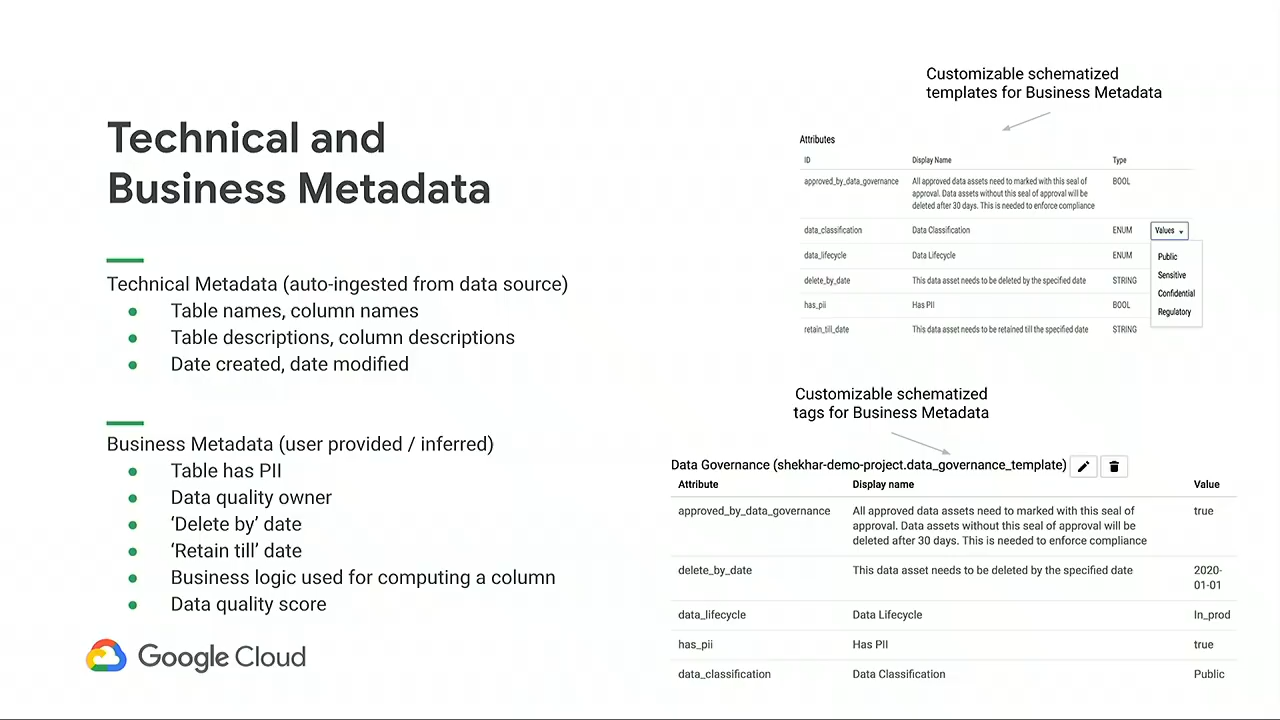 Technical and
Business Metadata
Technical Metadata (auto-ingested from data source)
Table names, column names
Table descriptions, column descriptions
Date created, date modified
Business Metadata (user provided / inferred)
Table has PII
Data quality owner
‘Delete by’ date
‘Retain till’ date
Business logic used for computing a column
Data quality score
Google Cloud
Customizable schematized
templates for Business Metadata
Attributes
ID Display Name Type
approved_by_data_governance All approved data assets need to marked with this seal of BOOL
approval. Data assets without this seal of approval will be
deleted after 30 days. This is needed to enforce compliance
data_classification Data Classification ENUM Values
data_lifecycle Data Lifecycle ENUM Public
Sensitive
delete_by_date This data asset needs to be deleted by the specified date STRING
Confidential
has_pii Has PII BOOL
Regulatory
retain_till_date This data asset needs to be retained till the specified date STRING
Customizable schematized
tags for Business Metadata
Data Governance (shekhar-demo-project.data_governance_template)
Attribute Display name Value
approved_by_data_governance All approved data assets need to marked with this seal of true
approval. Data assets without this seal of approval will be
deleted after 30 days. This is needed to enforce compliance
delete_by_date This data asset needs to be deleted by the specified date 2020-
01-01
data_lifecycle Data Lifecycle In_prod
has_pii Has PII true
data_classification Data Classification Public